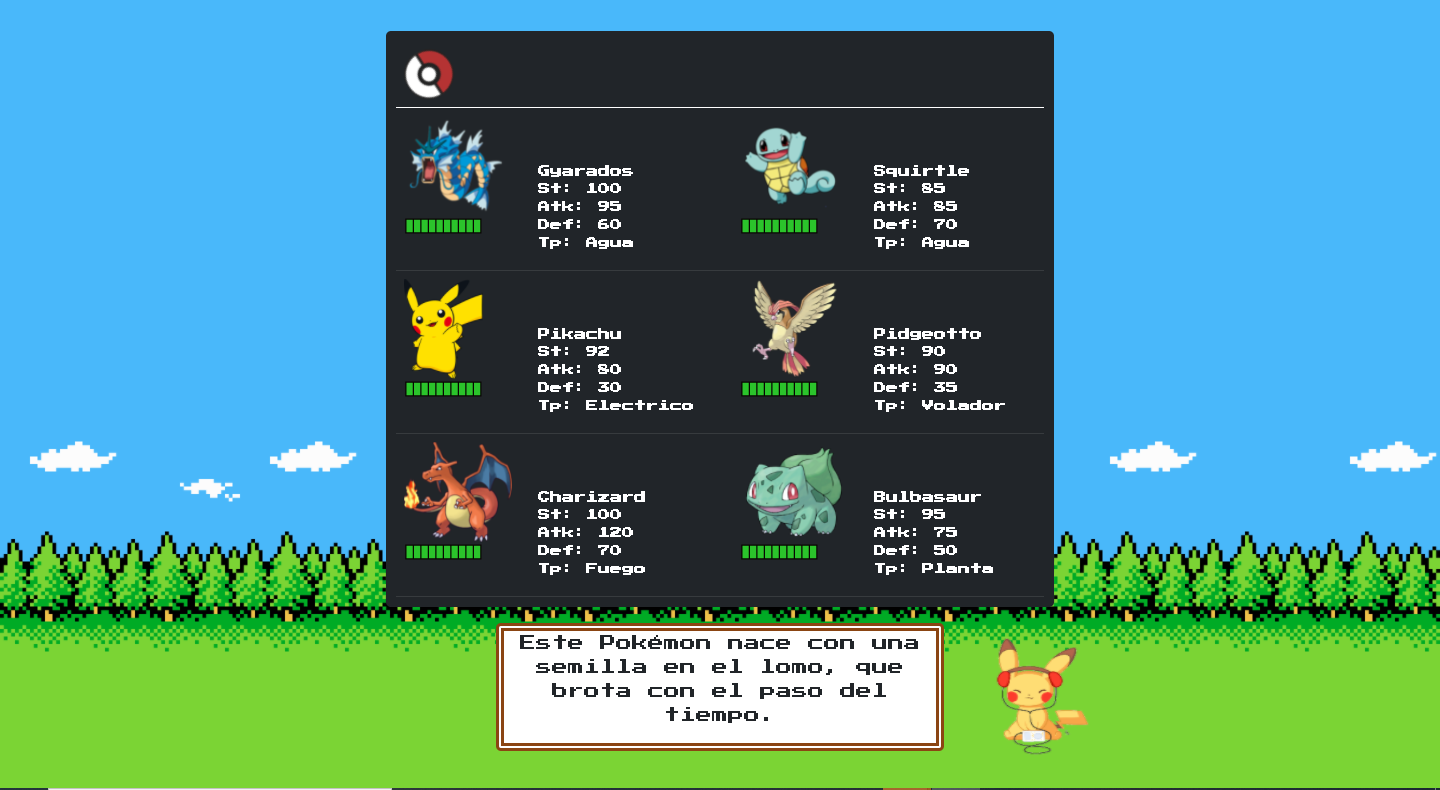 Gyarados
St: 100
Atk: 95
Def: 60
Tp: Agua
Squirtle
St: 85
Atk: 85
Def: 70
Tp: Agua
Pikachu
St: 92
Atk: 80
Def: 30
Tp: Electrico
Pidgeotto
St: 90
Atk: 90
Def: 35
Tp: Volador
Charizard
St: 100
Atk: 120
Def: 70
Tp: Fuego
Bulbasaur
St: 95
Atk: 75
Def: 50
Tp: Planta
Este Pokémon nace con una
semilla en el lomo, que
brota con el paso del
tiempo.